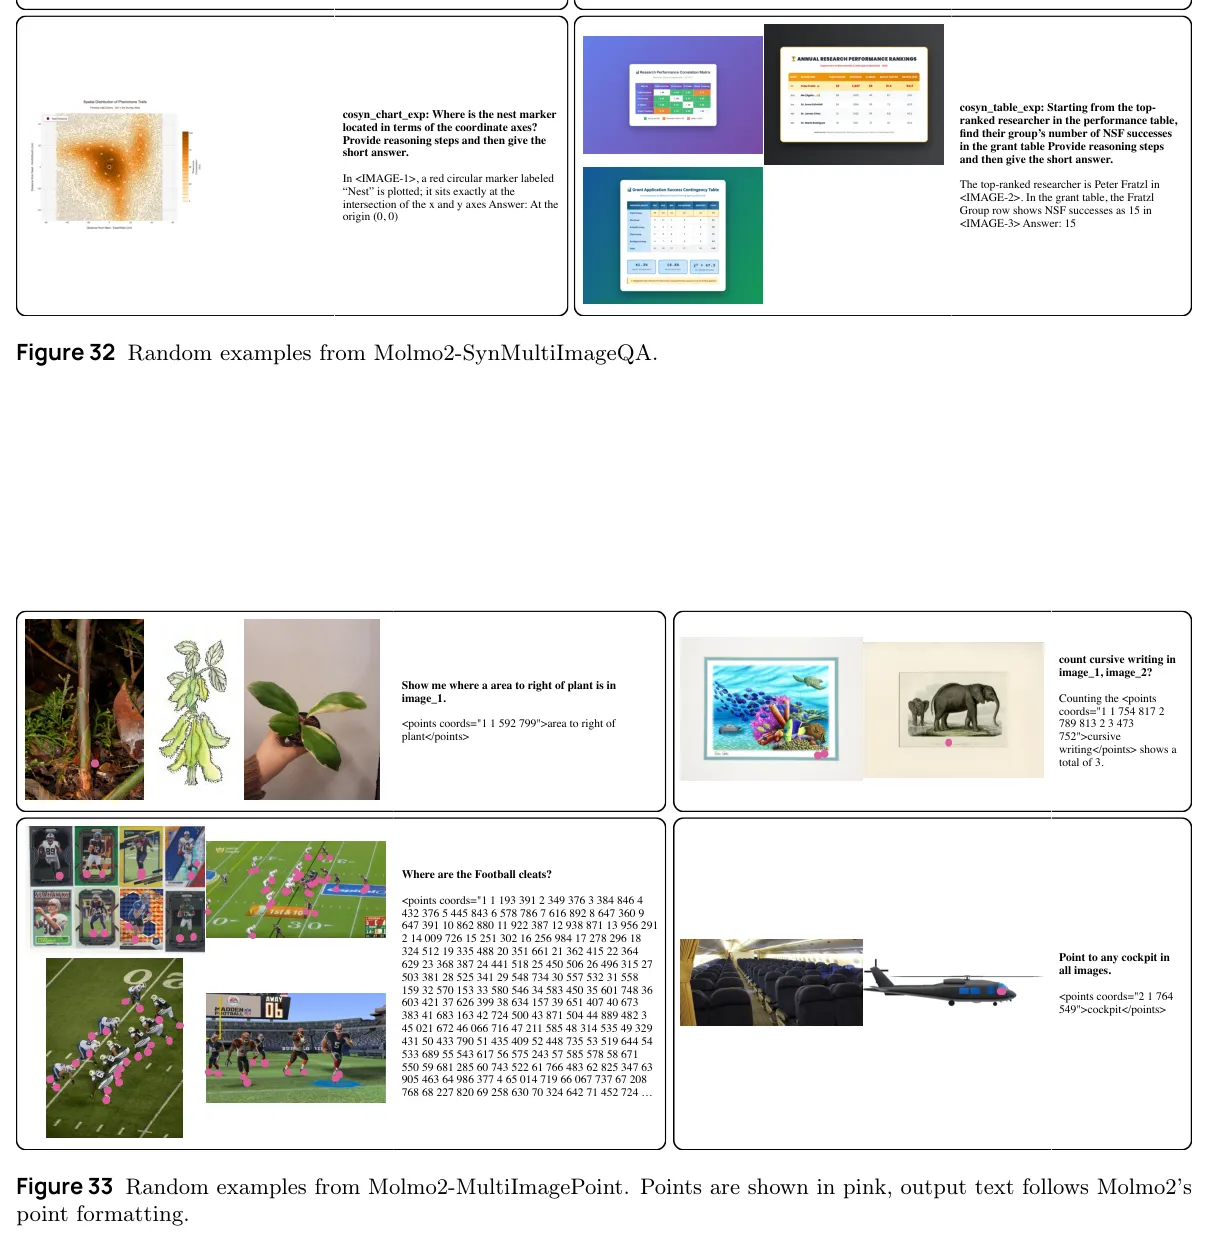 Spatial Distribution of Pheromone Trails
cosyn_chart_exp: Where is the nest marker
located in terms of the coordinate axes?
Provide reasoning steps and then give the
short answer.
In <IMAGE-1>, a red circular marker labeled
“Nest” is plotted; it sits exactly at the
intersection of the x and y axes Answer: At the
origin (0, 0)
Research Performance Correlation Matrix
ANNUAL RESEARCH PERFORMANCE RANKINGS
Grant Application Success Contingency Table
cosyn_table_exp: Starting from the top-
ranked researcher in the performance table,
find their group’s number of NSF successes
in the grant table Provide reasoning steps
and then give the short answer.
The top-ranked researcher is Peter Fratzl in
<IMAGE-2>. In the grant table, the Fratzl
Group row shows NSF successes as 15 in
<IMAGE-3> Answer: 15
Figure 32 Random examples from Molmo2-SynMultiImageQA.
Show me where a area to right of plant is in
image_1.
<points coords="1 1 592 799">area to right of
plant</points>
count cursive writing in
image_1, image_2?
Counting the <points
coords="1 1 754 817 2
789 813 2 3 473
752">cursive
writing</points> shows a
total of 3.
AWAY
06
MADDEN
FOOTBALL
Where are the Football cleats?
<points coords="1 1 193 391 2 349 376 3 384 846 4
432 376 5 445 843 6 578 786 7 616 892 8 647 360 9
647 391 10 862 880 11 922 387 12 938 871 13 956 291
2 14 009 726 15 251 302 16 256 984 17 278 296 18
324 512 19 335 488 20 351 661 21 362 415 22 364
629 23 368 387 24 441 518 25 450 506 26 496 315 27
503 381 28 525 341 29 548 734 30 557 532 31 558
159 32 570 153 33 580 546 34 583 450 35 601 748 36
603 421 37 626 399 38 634 157 39 651 407 40 673
383 41 683 163 42 724 500 43 871 504 44 889 482 3
45 021 672 46 066 716 47 211 585 48 314 535 49 329
431 50 433 790 51 435 409 52 448 735 53 519 644 54
533 689 55 543 617 56 575 243 57 585 578 58 671
550 59 681 285 60 743 522 61 766 483 62 825 347 63
905 463 64 986 377 4 65 014 719 66 067 737 67 208
768 68 227 820 69 258 630 70 324 642 71 452 724 …
Point to any cockpit in
all images.
<points coords="2 1 764
549">cockpit</points>
Figure 33 Random examples from Molmo2-MultiImagePoint. Points are shown in pink, output text follows Molmo2’s
point formatting.